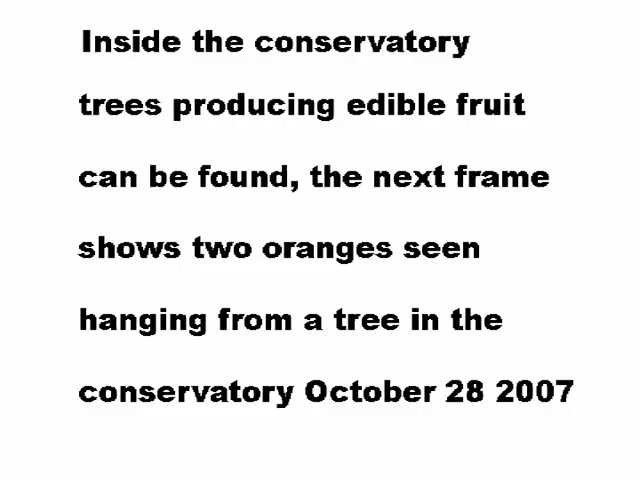 Inside the conservatory
trees producing edible fruit
can be found, the next frame
shows two oranges seen
hanging from a tree in the
conservatory October 28 2007